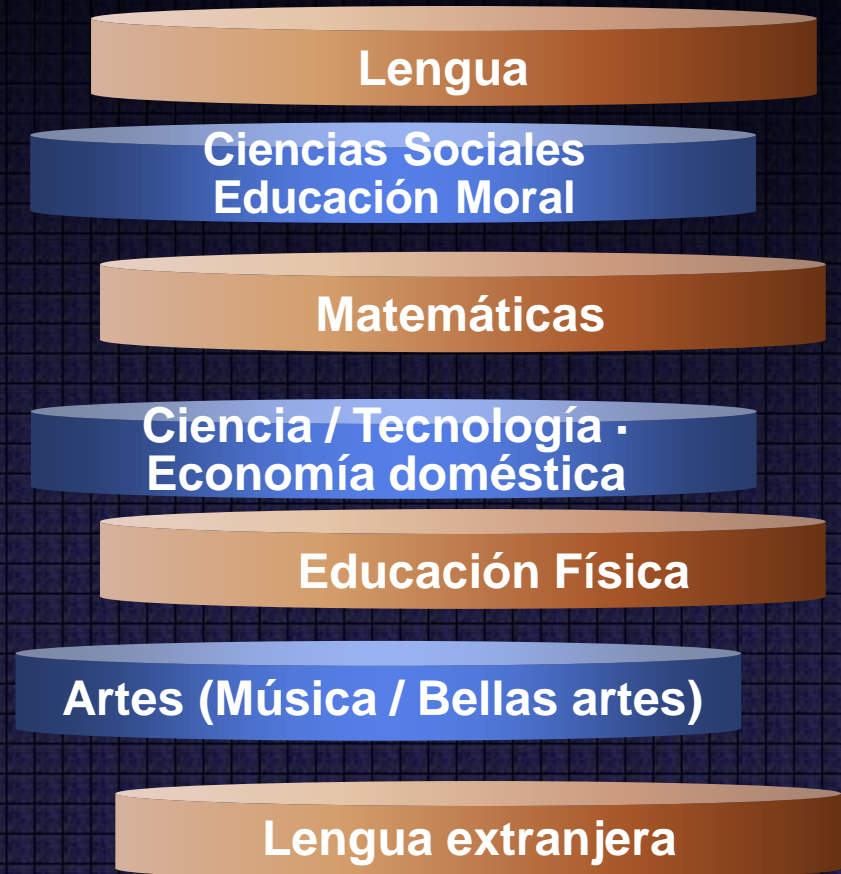 Lengua
Ciencias Sociales
Educación Moral
Matemáticas
Ciencia / Tecnología ·
Economía doméstica
Educación Física
Artes (Música / Bellas artes)
Lengua extranjera